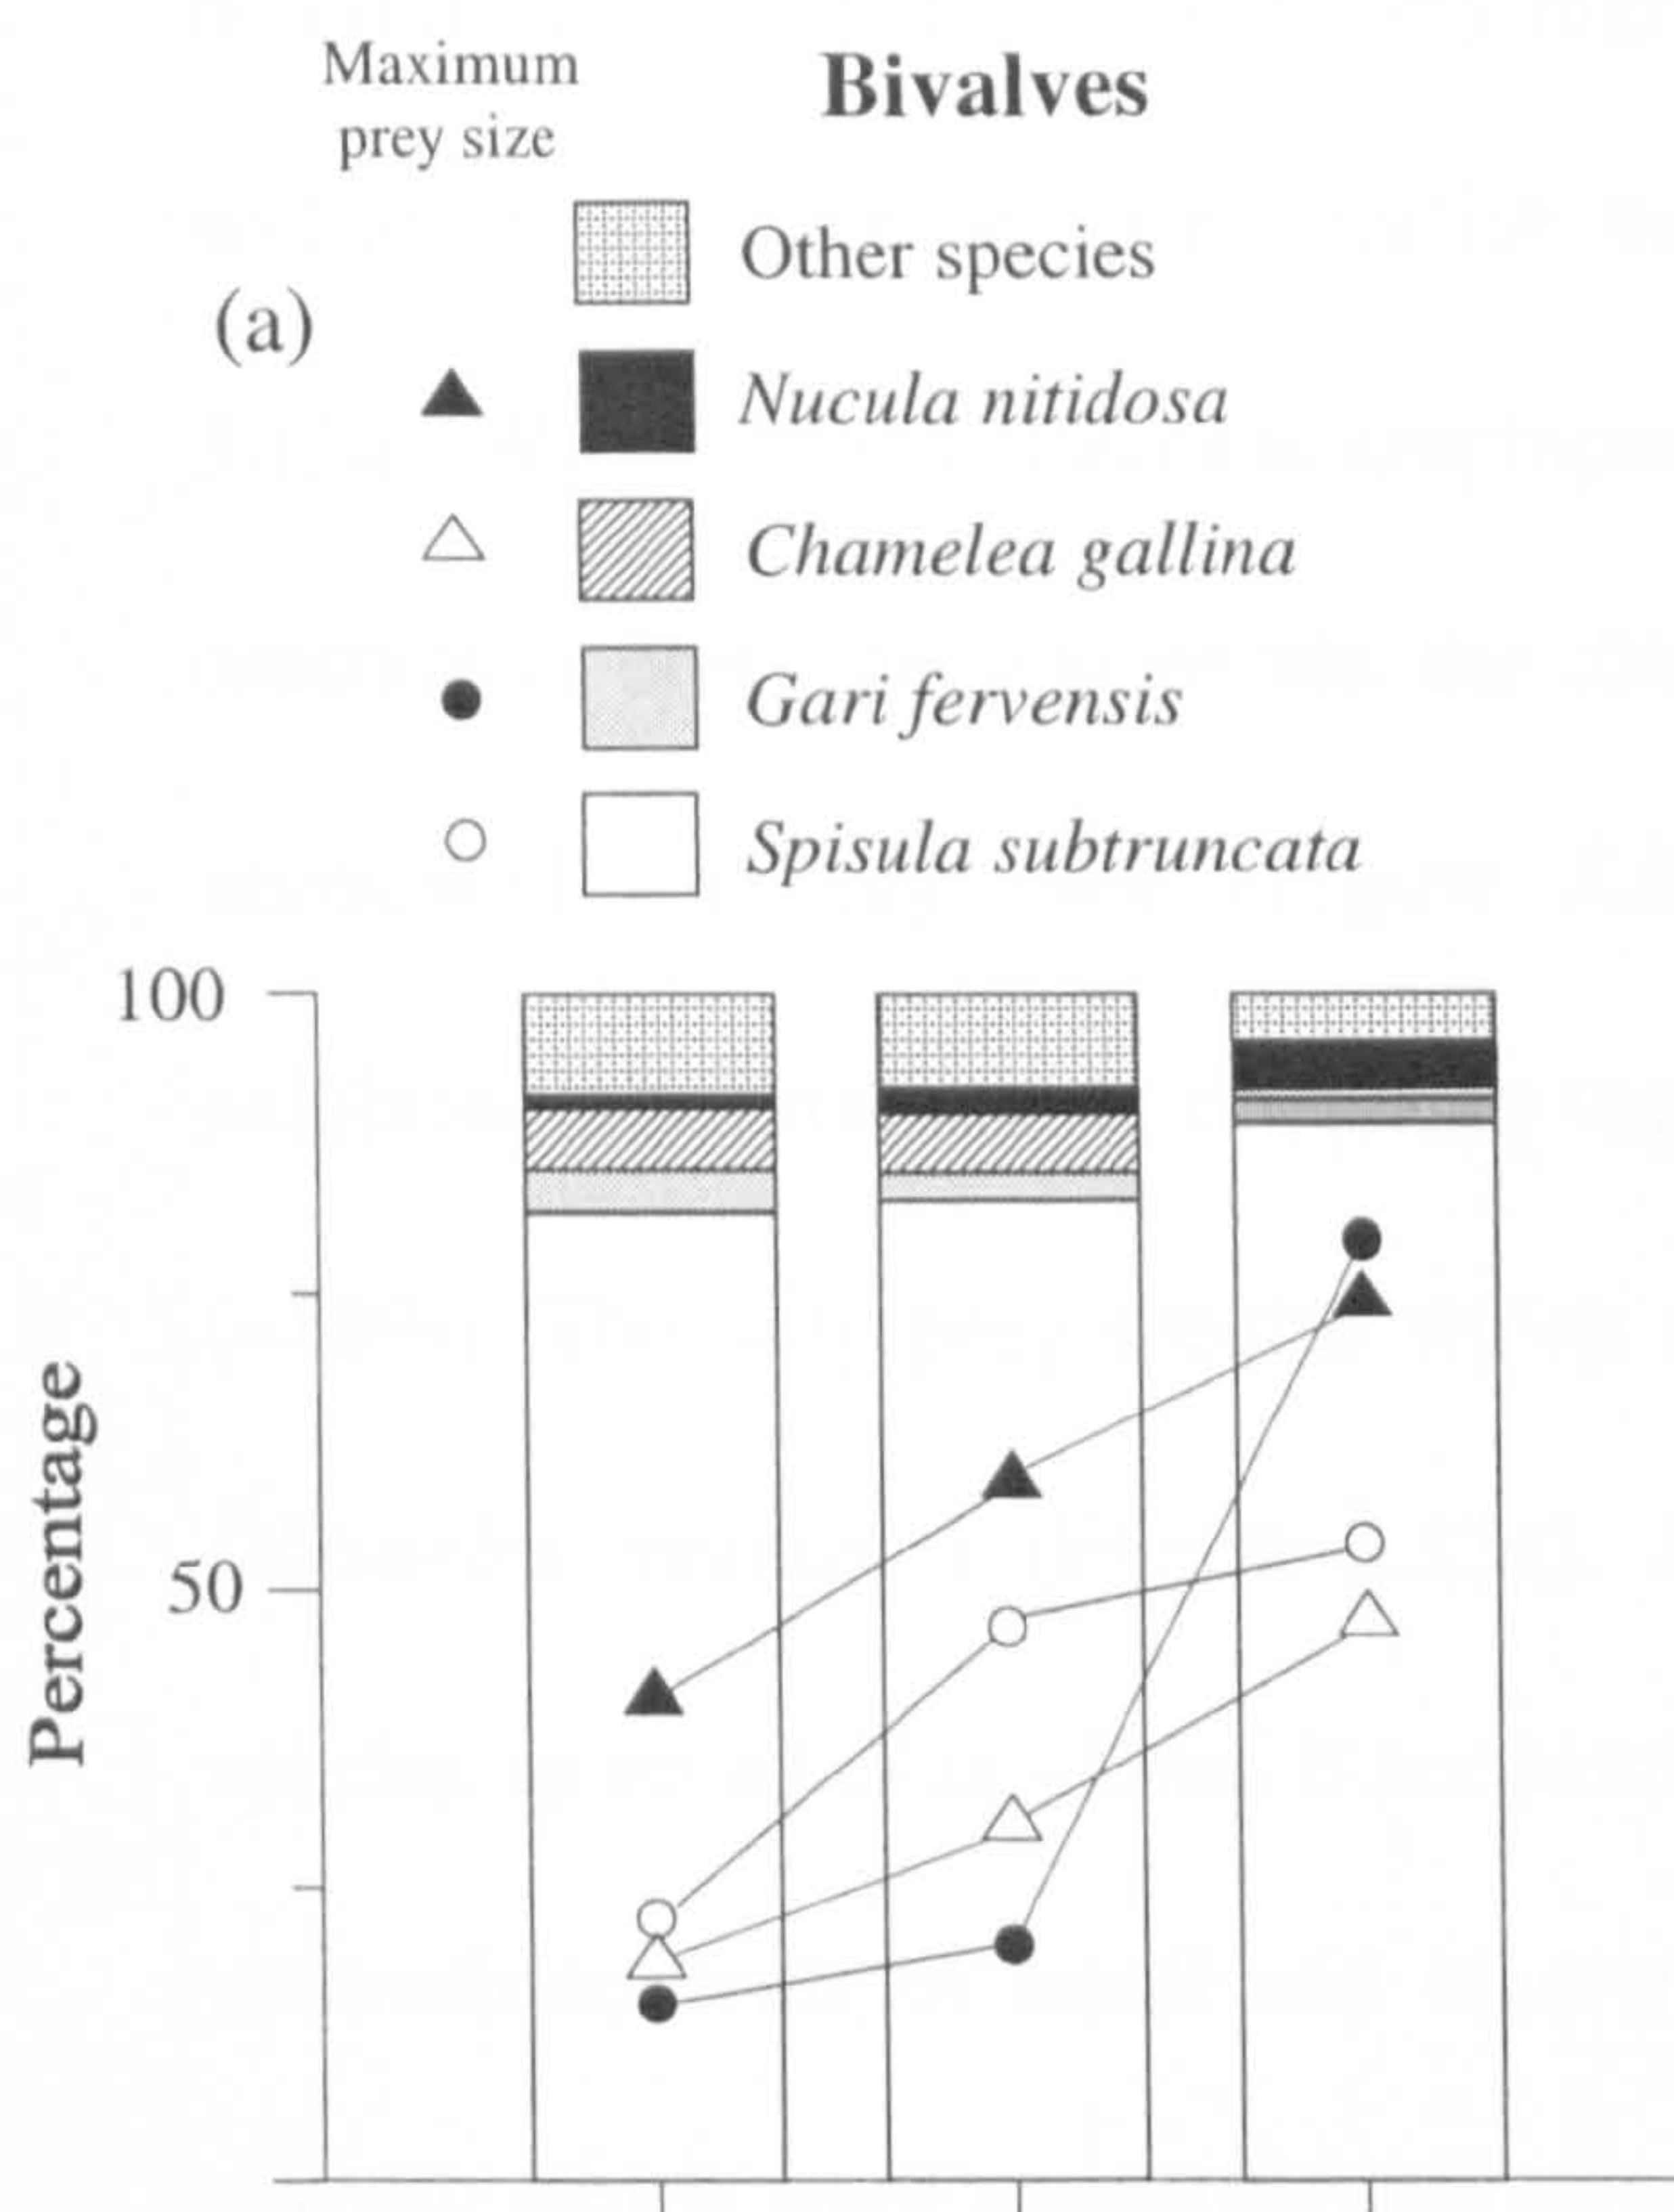 Maximum
prey size
Bivalves
Other species
(a)
Nucula nitidosa
Chamelea gallina
Gari fervensis
Spisula subtruncata
100
50
Percentage